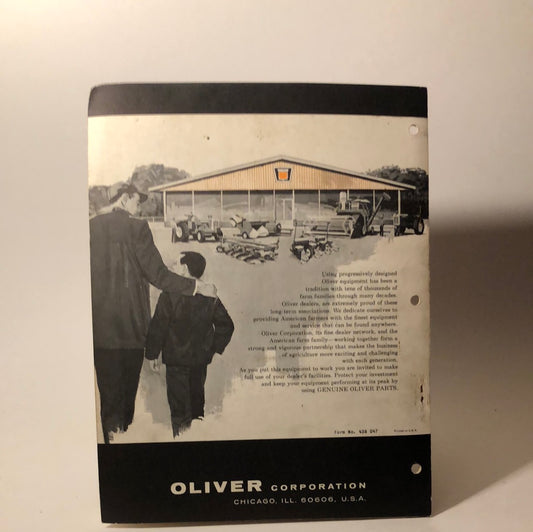 Using progressively designed
Oliver equipment has been a
tradition with tens of thousands of
farm families through many decades.
Oliver dealers, are extremely proud of these
long-term associations. We dedicate ourselves to
providing American farmers with the finest equipment
and service that can be found anywhere.
Oliver Corporation, its fine dealer network, and the
American farm family—working together form a
strong and vigorous partnership that makes the business
of agriculture more exciting and challenging
with each generation.
As you put this equipment to work you are invited to make
full use of your dealer's facilities. Protect your investment
and keep your equipment performing at its peak by
using GENUINE OLIVER PARTS.
Form No. 438 047 Printed in U.S.A.
OLIVER CORPORATION
CHICAGO, ILL. 60606, U.S.A.